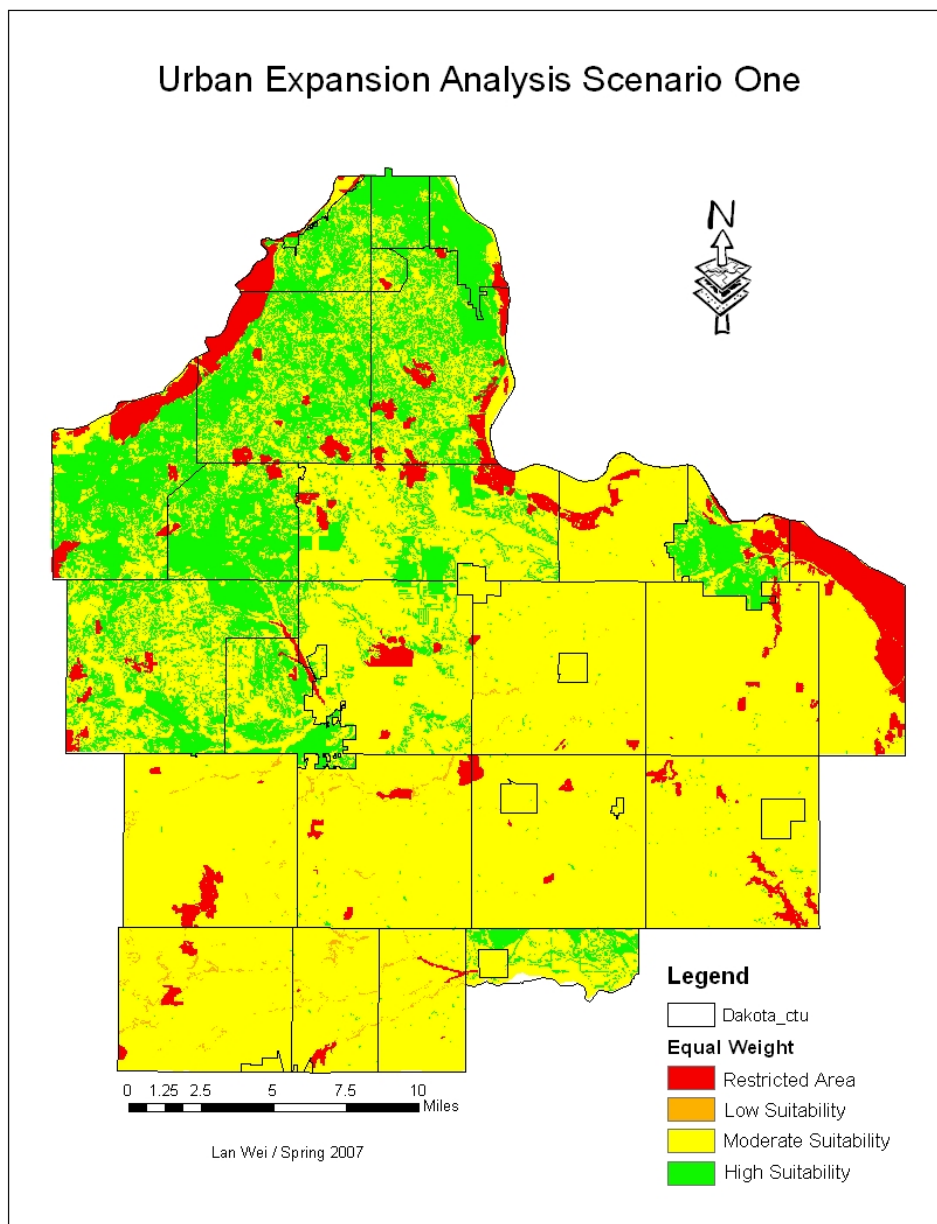 Urban Expansion Analysis Scenario One
N
Legend
Dakota_ctu
Equal Weight
Restricted Area
Low Suitability
Moderate Suitability
High Suitability
0 1.25 2.5 5 7.5 10
Miles
Lan Wei / Spring 2007